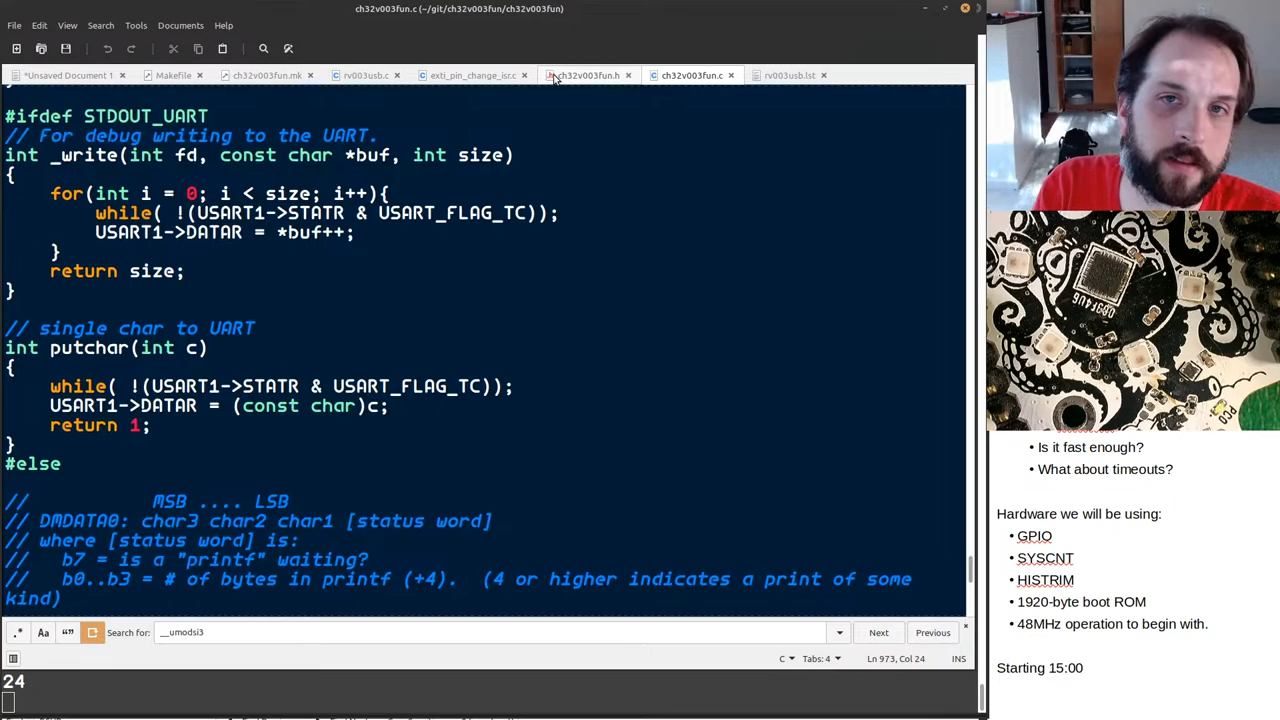 ch32v003fun.c (~/git/ch32v003fun/ch32v003fun)
File Edit View Search Tools Documents Help
*Unsaved Document 1 Makefile ch32v003fun.mk rv003usb.c exti_pin_change_isr.c ch32v003fun.h ch32v003fun.c rv003usb.lst
#ifdef STDOUT_UART
// For debug writing to the UART.
int _write(int fd, const char *buf, int size)
{
for(int i = 0; i < size; i++){
while( !(USART1->STATR & USART_FLAG_TC));
USART1->DATAR = *buf++;
}
return size;
}
// single char to UART
int putchar(int c)
{
while( !(USART1->STATR & USART_FLAG_TC));
USART1->DATAR = (const char)c;
return 1;
}
#else
// MSB .... LSB
// DMDATA0: char3 char2 char1 [status word]
// where [status word] is:
// b7 = is a "printf" waiting?
// b0..b3 = # of bytes in printf (+4). (4 or higher indicates a print of some
kind)
.* Aa “” Search for: __umodsi3 Next Previous
C Tabs: 4 Ln 973, Col 24 INS
24
PC0
• Is it fast enough?
• What about timeouts?
Hardware we will be using:
• GPIO
• SYSCNT
• HISTRIM
• 1920-byte boot ROM
• 48MHz operation to begin with.
Starting 15:00